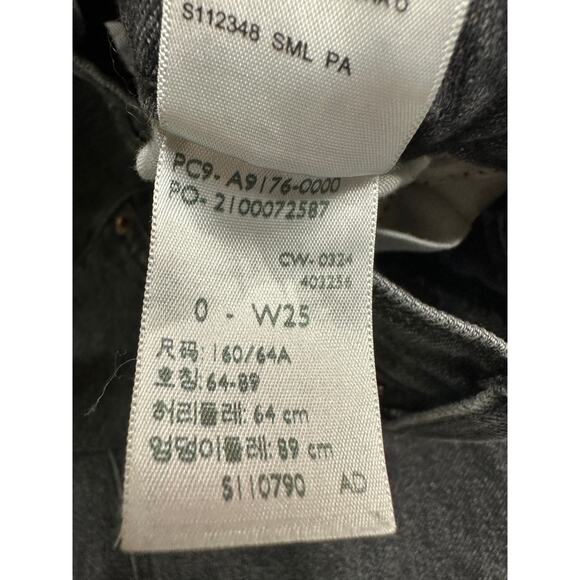 S112348 SML PA
PC9- A9176-0000
PO- 2100072587
CW-0324
403256
0 - W25
尺码: 160/64A
호칭: 64-89
허리둘레: 64 cm
엉덩이둘레: 89 cm
S110790 AD